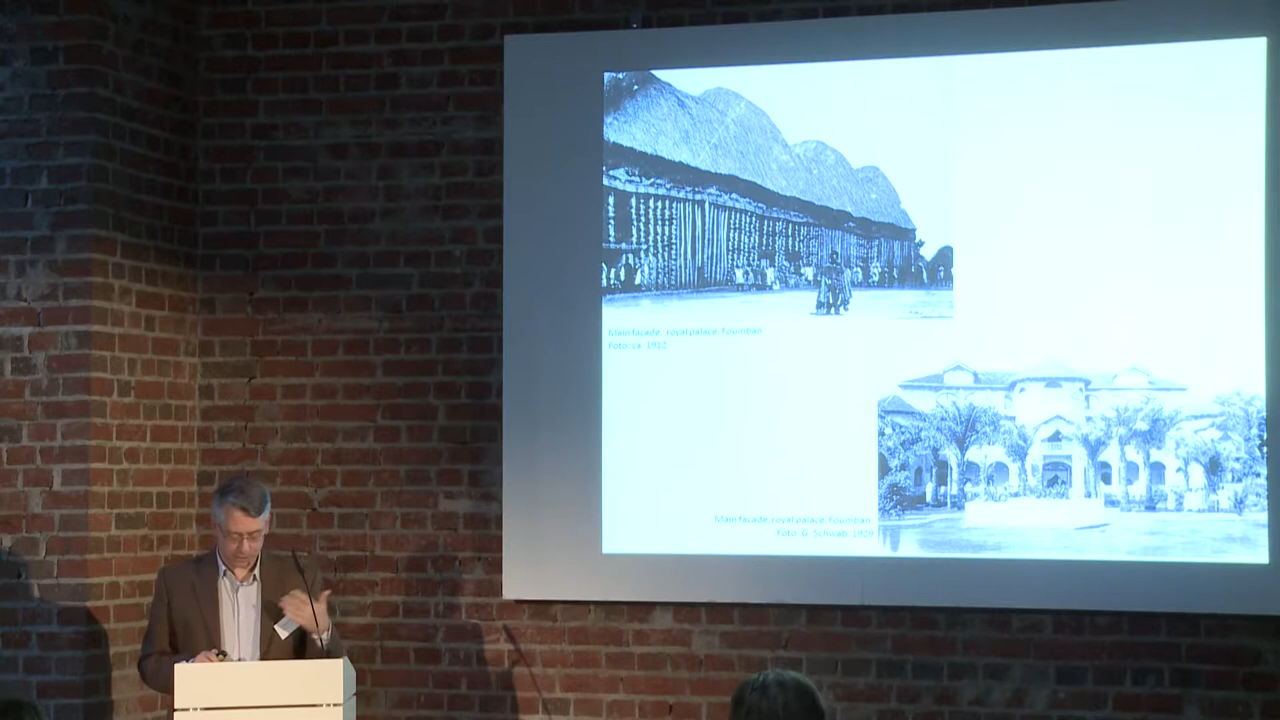 Main facade, royal palace, Foumban
Foto: ca. 1912
Main facade, royal palace, Foumban
Foto: G. Schwab, 1929